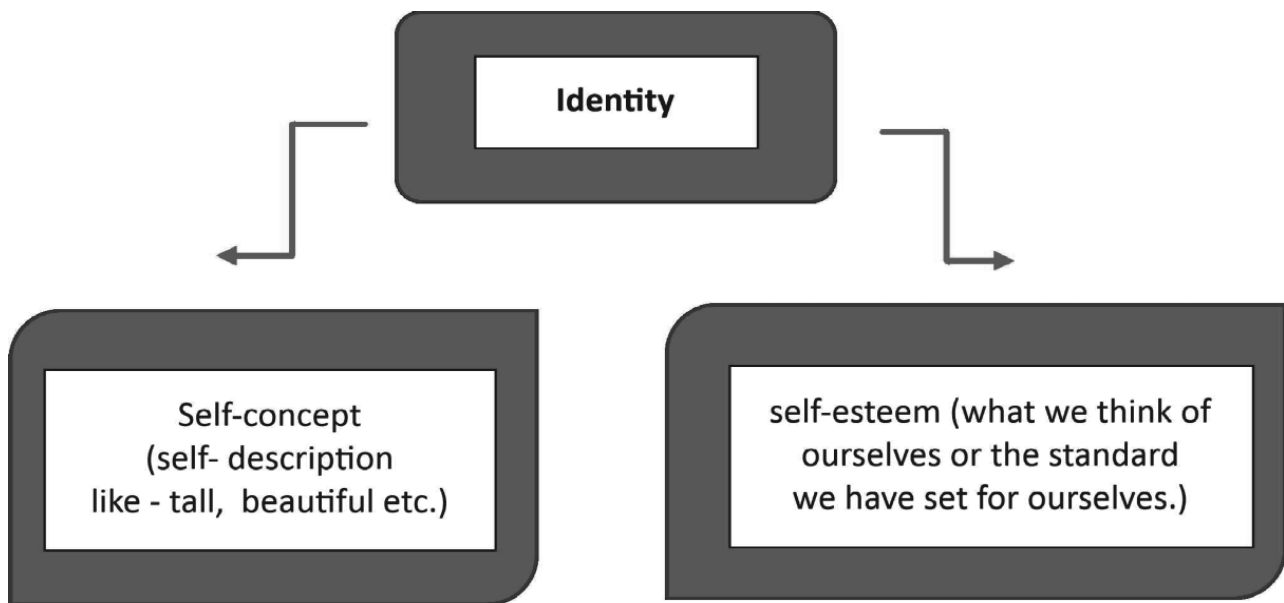 Identity
Self-concept
(self- description
like - tall, beautiful etc.)
self-esteem (what we think of
ourselves or the standard
we have set for ourselves.)